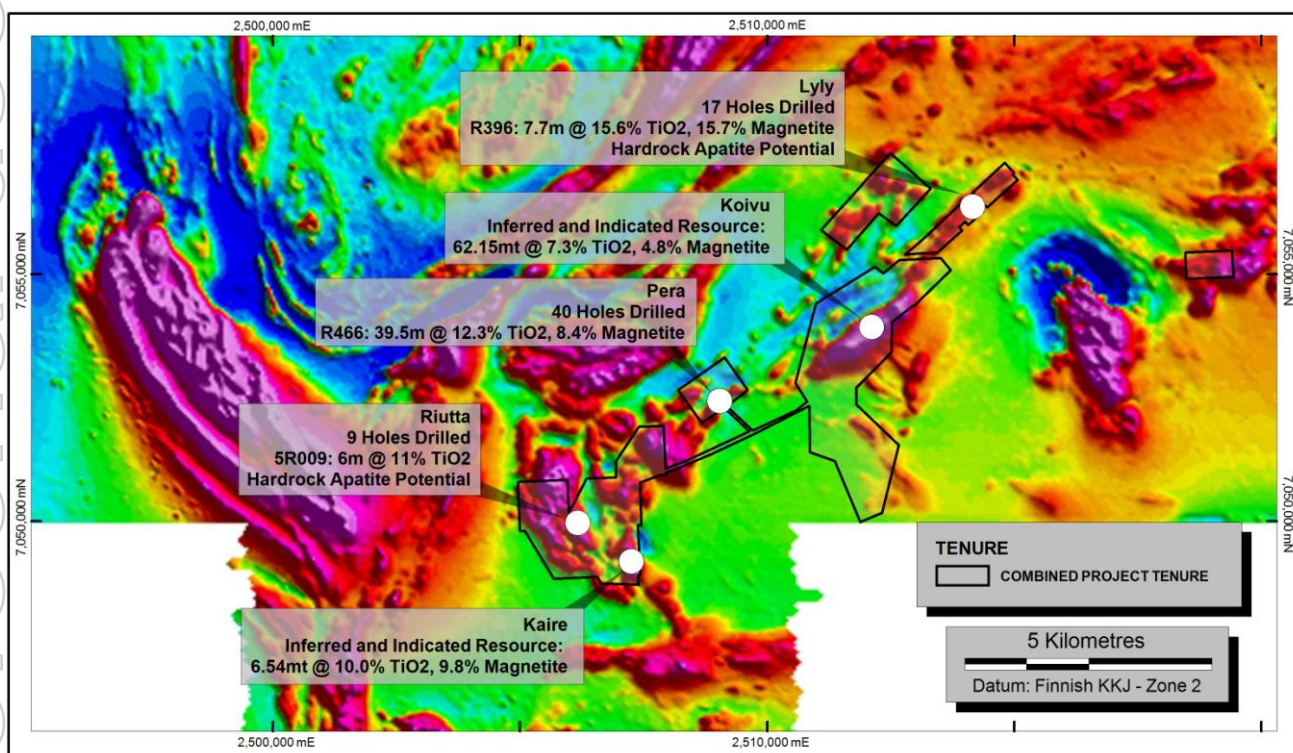 2,500,000 mE
2,510,000 mE
Lyly
17 Holes Drilled
R396: 7.7m @ 15.6% TiO2, 15.7% Magnetite
Hardrock Apatite Potential
Koivu
Inferred and Indicated Resource:
62.15mt @ 7.3% TiO2, 4.8% Magnetite
7,055,000 mN
7,055,000 mN
Pera
40 Holes Drilled
R466: 39.5m @ 12.3% TiO2, 8.4% Magnetite
Riutta
9 Holes Drilled
5R009: 6m @ 11% TiO2
Hardrock Apatite Potential
7,050,000 mN
7,050,000 mN
TENURE
COMBINED PROJECT TENURE
Kaire
Inferred and Indicated Resource:
6.54mt @ 10.0% TiO2, 9.8% Magnetite
5 Kilometres
Datum: Finnish KKJ - Zone 2
2,500,000 mE
2,510,000 mE